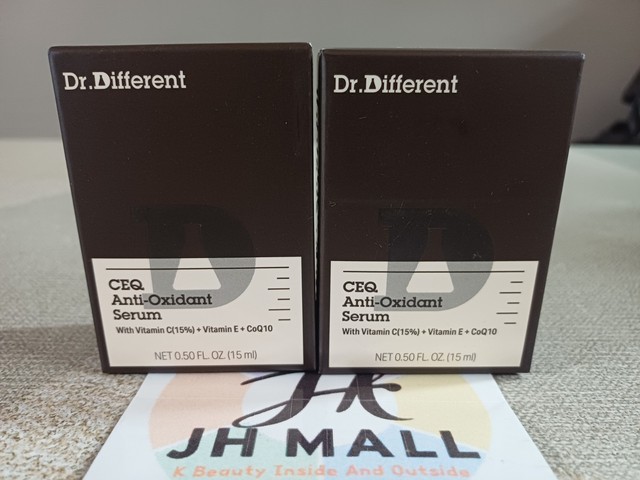 Dr.Different
CEQ
Anti-Oxidant
Serum
With Vitamin C(15%) + Vitamin E + CoQ10
NET 0.50 FL. OZ. (15 ml)
Dr.Different
CEQ
Anti-Oxidant
Serum
With Vitamin C(15%) + Vitamin E + CoQ10
NET 0.50 FL. OZ. (15 ml)
JH
JH MALL
K Beauty Inside And Outside